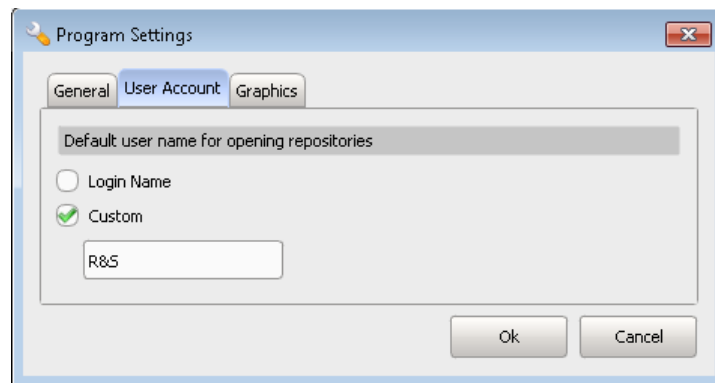 Program Settings
General User Account Graphics
Default user name for opening repositories
Login Name
Custom
R&S
Ok Cancel